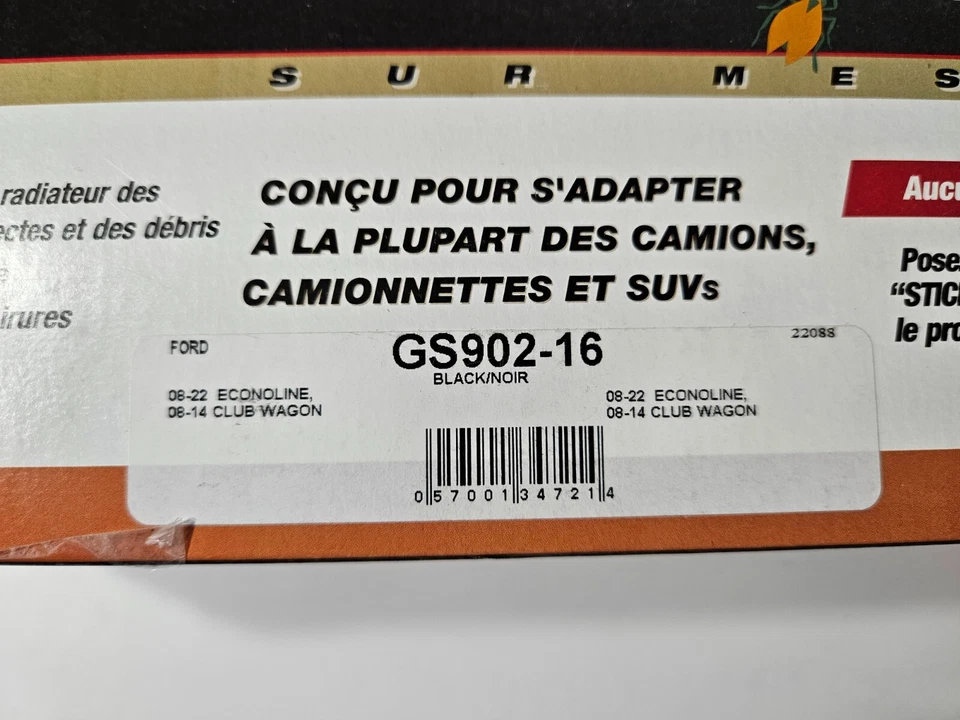 SUR MES
radiateur des
ectes et des débris
irures
CONÇU POUR S'ADAPTER
À LA PLUPART DES CAMIONS,
CAMIONNETTES ET SUVs
Aucu
Pose
“STIC
le pro
FORD
GS902-16
22088
BLACK/NOIR
08-22 ECONOLINE,
08-14 CLUB WAGON
08-22 ECONOLINE,
08-14 CLUB WAGON
0 57001 34721 4